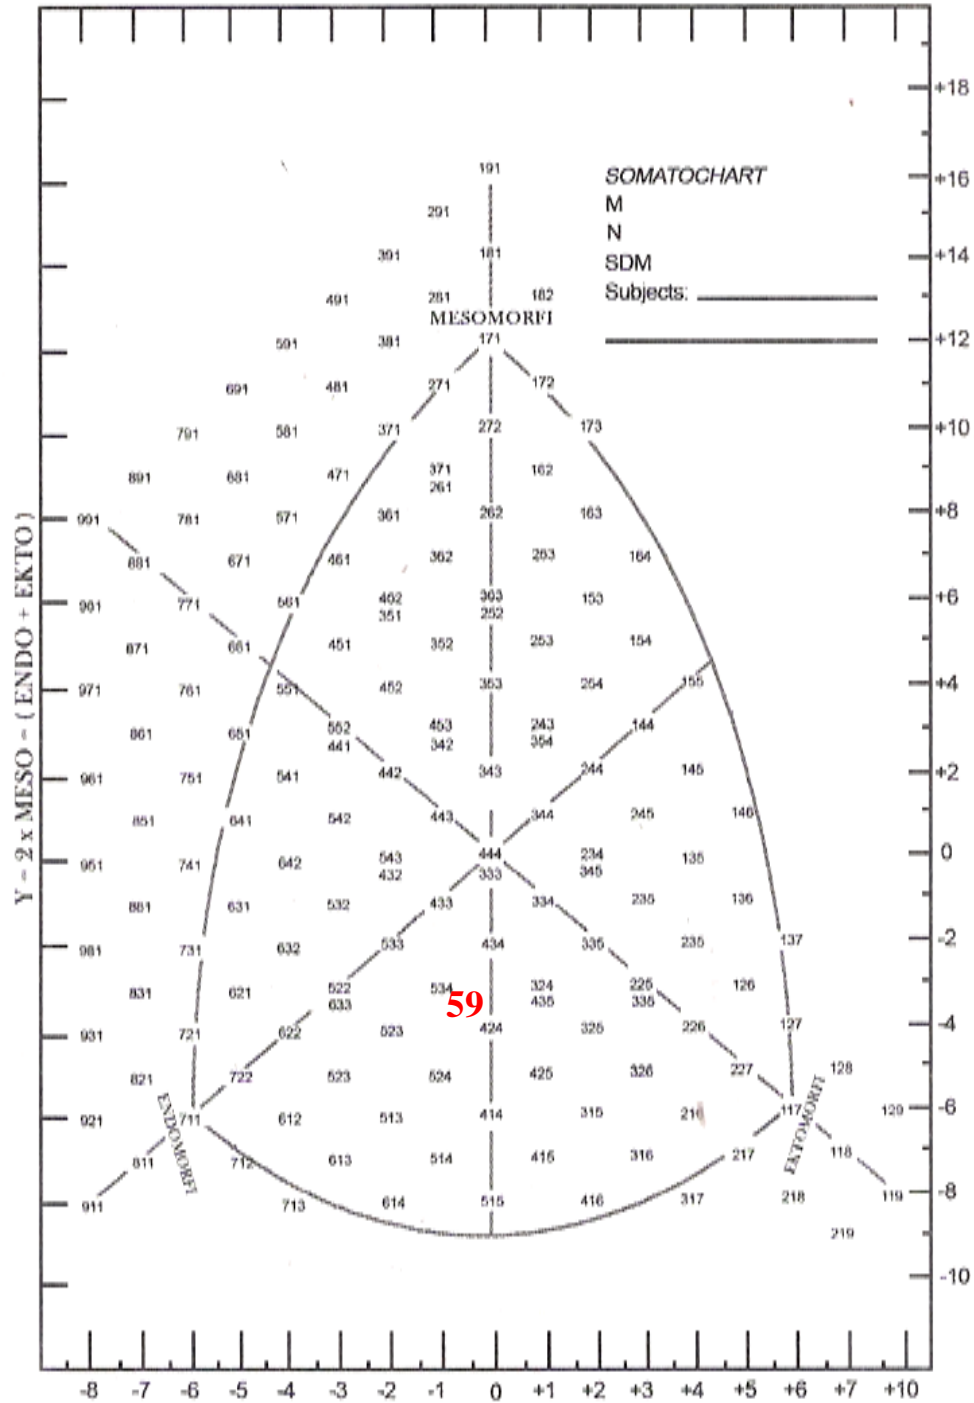 +18
191
+16
SOMATOCHART
M
291
N
391 181
+14
SDM
491 281 182
Subjects:
MESOMORFI
591 381 171
+12
691 481 271 172
791 581 371 272 173
+10
891 681 471 371 162
261
991 781 571 361 262 163
+8
881 671 461 362 263 164
981 771 561 462 363 153
+6
351 252
871 661 451 352 253 154
971 761 551 452 353 254 155
+4
861 651 552 453 243 144
441 342 354
961 751 541 442 343 244 145
+2
851 641 542 443 344 245 146
951 741 642 543 444 234 135
0
432 333 345
881 631 532 433 334 235 136
981 731 632 533 434 335 235 137
-2
831 621 522 534 324 225 126
633 59 435 335
931 721 622 523 424 325 226 127
-4
821 722 523 524 425 326 227 128
921 711 612 513 414 315 216 117 129
-6
ENDOMORFI
EKTOMORFI
811 712 613 514 415 316 217 118
911 713 614 515 416 317 218 119
-8
219
-10
-8 -7 -6 -5 -4 -3 -2 -1 0 +1 +2 +3 +4 +5 +6 +7 +10
Y = 2 x MESO - ( ENDO + EKTO )